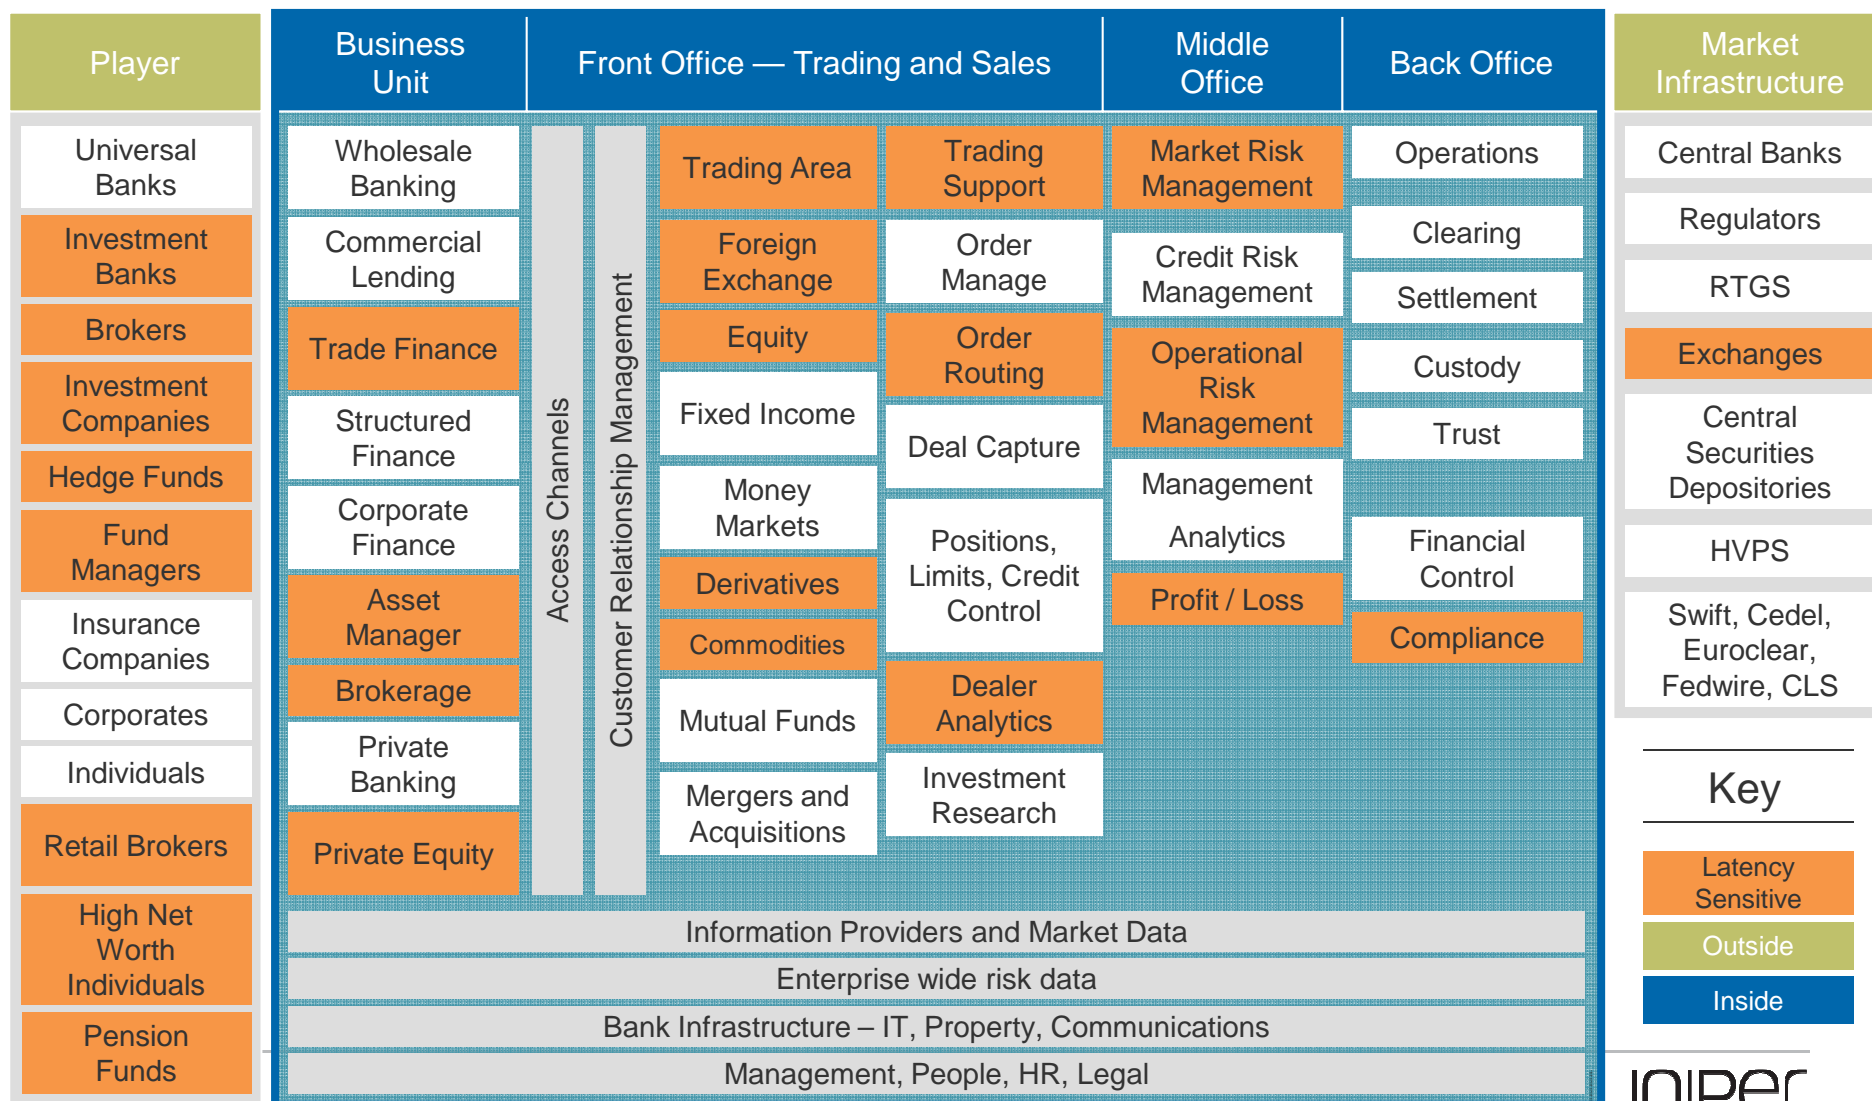 Player
Universal
Banks
Investment
Banks
Brokers
Investment
Companies
Hedge Funds
Fund
Managers
Insurance
Companies
Corporates
Individuals
Retail Brokers
High Net
Worth
Individuals
Pension
Funds
Business
Unit
Wholesale
Banking
Commercial
Lending
Trade Finance
Structured
Finance
Corporate
Finance
Asset
Manager
Brokerage
Private
Banking
Private Equity
Front Office — Trading and Sales
Access Channels
Customer Relationship Management
Trading Area
Foreign
Exchange
Equity
Fixed Income
Money
Markets
Derivatives
Commodities
Mutual Funds
Mergers and
Acquisitions
Trading
Support
Order
Manage
Order
Routing
Deal Capture
Positions,
Limits, Credit
Control
Dealer
Analytics
Investment
Research
Middle
Office
Market Risk
Management
Credit Risk
Management
Operational
Risk
Management
Management
Analytics
Profit / Loss
Back Office
Operations
Clearing
Settlement
Custody
Trust
Financial
Control
Compliance
Information Providers and Market Data
Enterprise wide risk data
Bank Infrastructure – IT, Property, Communications
Management, People, HR, Legal
Market
Infrastructure
Central Banks
Regulators
RTGS
Exchanges
Central
Securities
Depositories
HVPS
Swift, Cedel,
Euroclear,
Fedwire, CLS
Key
Latency
Sensitive
Outside
Inside